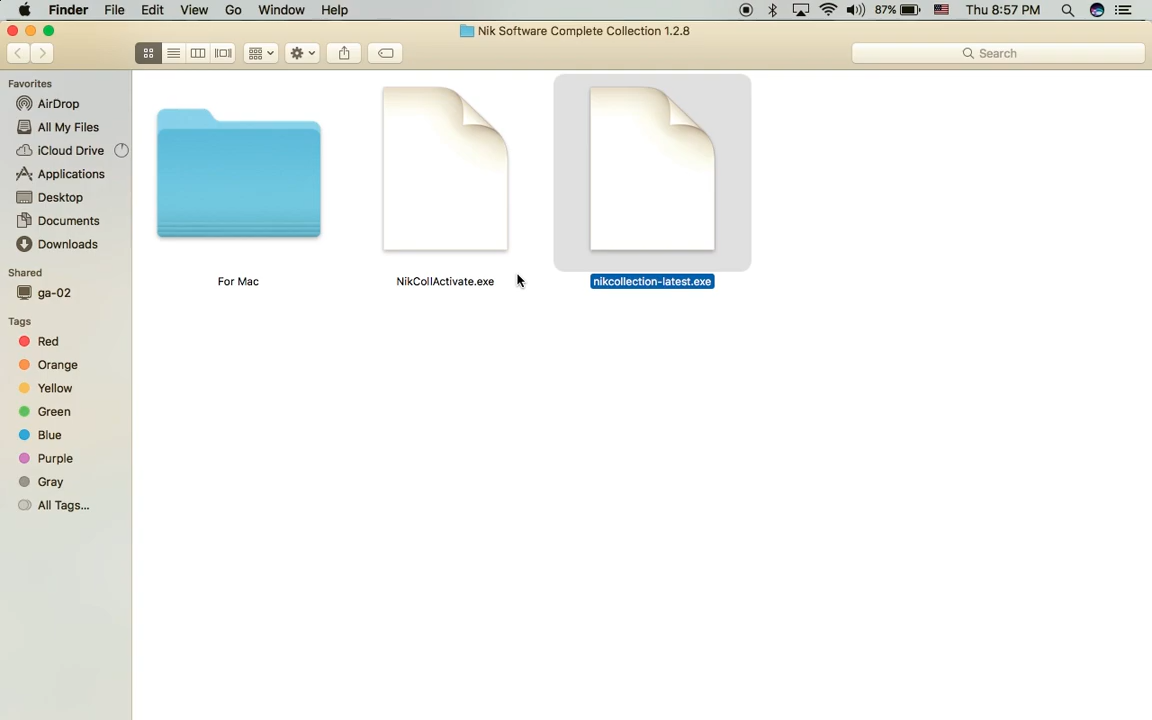 Finder File Edit View Go Window Help 87% Thu 8:57 PM
Nik Software Complete Collection 1.2.8
Search
Favorites
AirDrop
All My Files
iCloud Drive
Applications
Desktop
Documents
Downloads
Shared
ga-02
Tags
Red
Orange
Yellow
Green
Blue
Purple
Gray
All Tags...
For Mac
NikCollActivate.exe
nikcollection-latest.exe